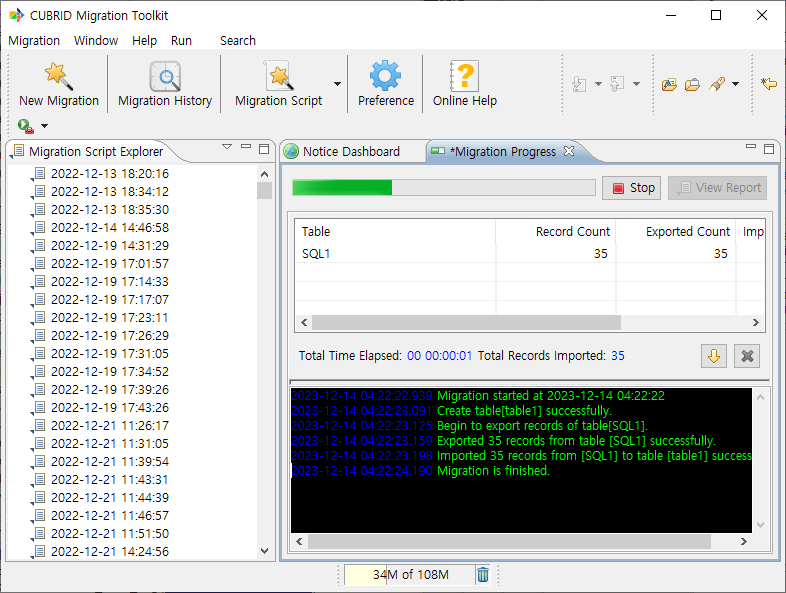 CUBRID Migration Toolkit
Migration Window Help Run Search
New Migration Migration History Migration Script Preference Online Help
Migration Script Explorer
2022-12-13 18:20:16
2022-12-13 18:34:12
2022-12-13 18:35:30
2022-12-14 14:46:58
2022-12-19 14:31:29
2022-12-19 17:01:57
2022-12-19 17:14:33
2022-12-19 17:17:07
2022-12-19 17:23:11
2022-12-19 17:26:29
2022-12-19 17:31:05
2022-12-19 17:34:52
2022-12-19 17:39:26
2022-12-19 17:43:26
2022-12-21 11:26:17
2022-12-21 11:31:05
2022-12-21 11:39:54
2022-12-21 11:43:31
2022-12-21 11:44:39
2022-12-21 11:46:57
2022-12-21 11:51:50
2022-12-21 14:24:56
Notice Dashboard *Migration Progress
Stop View Report
Table Record Count Exported Count Imp
SQL1 35 35
Total Time Elapsed: 00 00:00:01 Total Records Imported: 35
2023-12-14 04:22:22.939 Migration started at 2023-12-14 04:22:22
2023-12-14 04:22:23.091 Create table[table1] successfully.
2023-12-14 04:22:23.125 Begin to export records of table[SQL1].
2023-12-14 04:22:23.159 Exported 35 records from table [SQL1] successfully.
2023-12-14 04:22:23.198 Imported 35 records from [SQL1] to table [table1] success
2023-12-14 04:22:24.190 Migration is finished.
34M of 108M